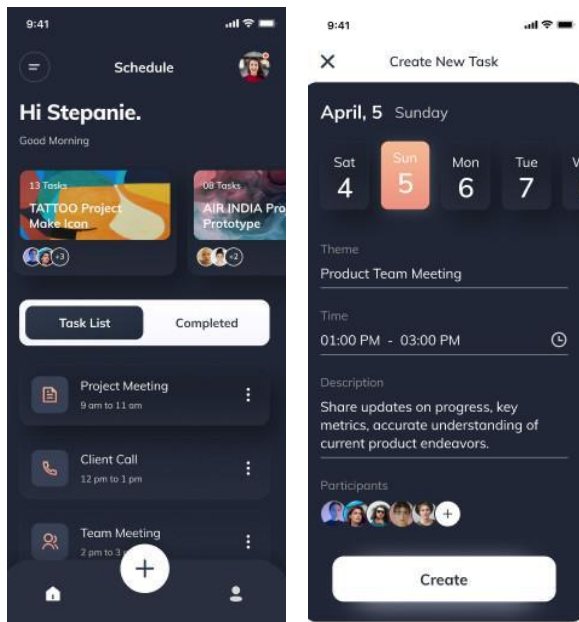 9:41
Schedule
Hi Stepanie.
Good Morning
13 Tasks
TATTOO Project
Make Icon
+3
08 Tasks
AIR INDIA Pro
Prototype
+2
Task List
Completed
Project Meeting
9 am to 11 am
Client Call
12 pm to 1 pm
Team Meeting
2 pm to 3
9:41
Create New Task
April, 5 Sunday
Sat
4
Sun
5
Mon
6
Tue
7
Theme
Product Team Meeting
Time
01:00 PM - 03:00 PM
Description
Share updates on progress, key
metrics, accurate understanding of
current product endeavors.
Participants
Create